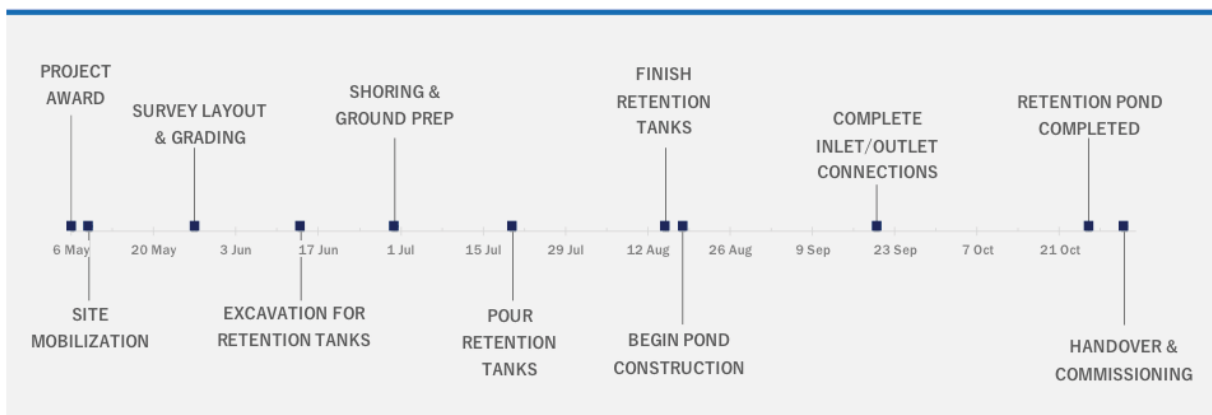 PROJECT
AWARD
SURVEY LAYOUT
& GRADING
SHORING &
GROUND PREP
FINISH
RETENTION
TANKS
COMPLETE
INLET/OUTLET
CONNECTIONS
RETENTION POND
COMPLETED
6 May 20 May 3 Jun 17 Jun 1 Jul 15 Jul 29 Jul 12 Aug 26 Aug 9 Sep 23 Sep 7 Oct 21 Oct
SITE
MOBILIZATION
EXCAVATION FOR
RETENTION TANKS
POUR
RETENTION
TANKS
BEGIN POND
CONSTRUCTION
HANDOVER &
COMMISSIONING